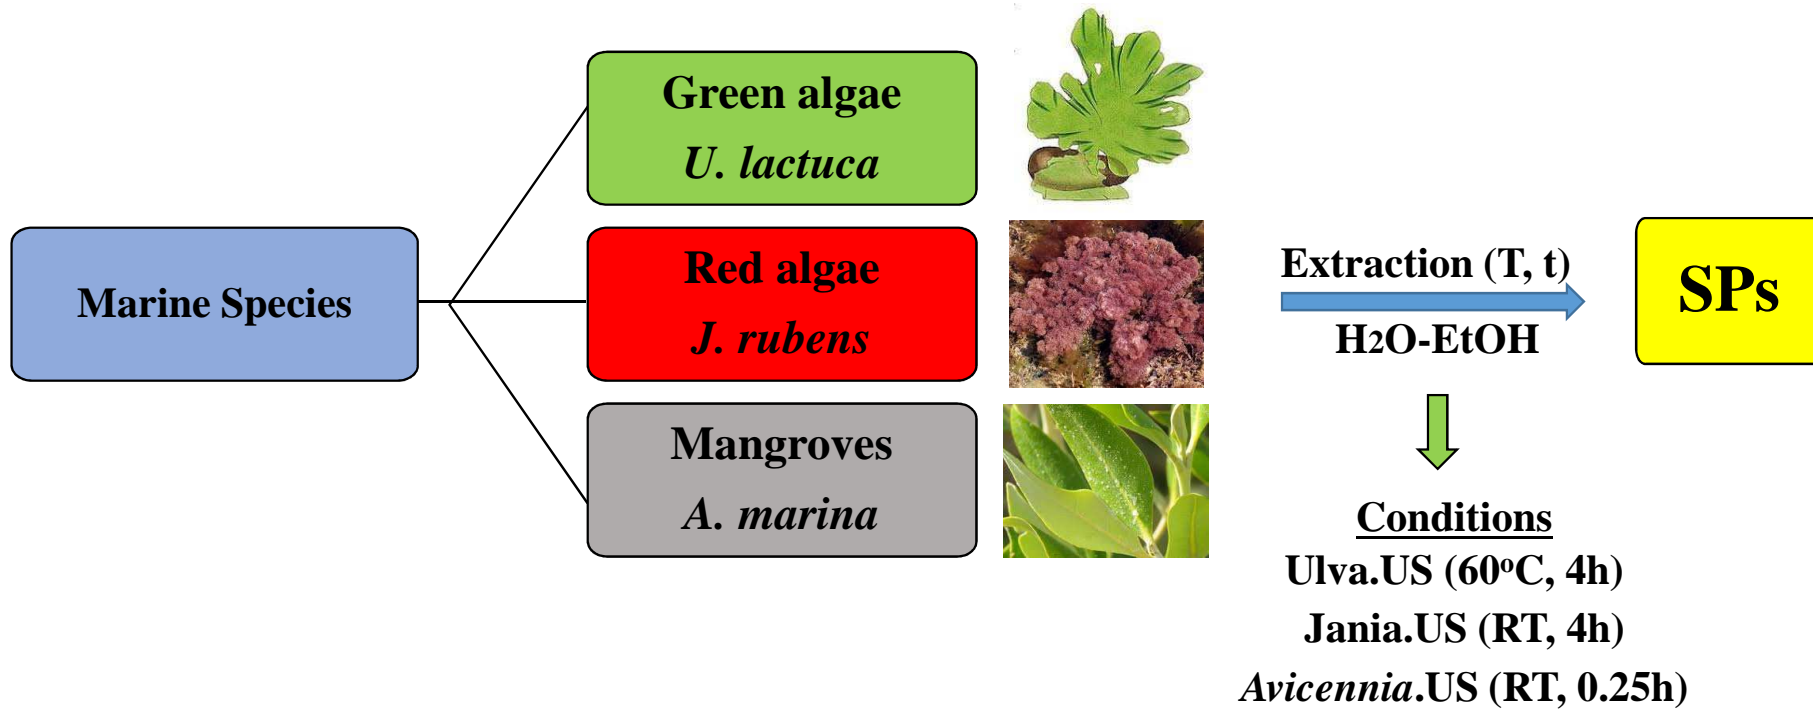 Marine Species
Green algae
U. lactuca
Red algae
J. rubens
Mangroves
A. marina
Extraction (T, t)
H2O-EtOH
SPs
Conditions
Ulva.US (60oC, 4h)
Jania.US (RT, 4h)
Avicennia.US (RT, 0.25h)